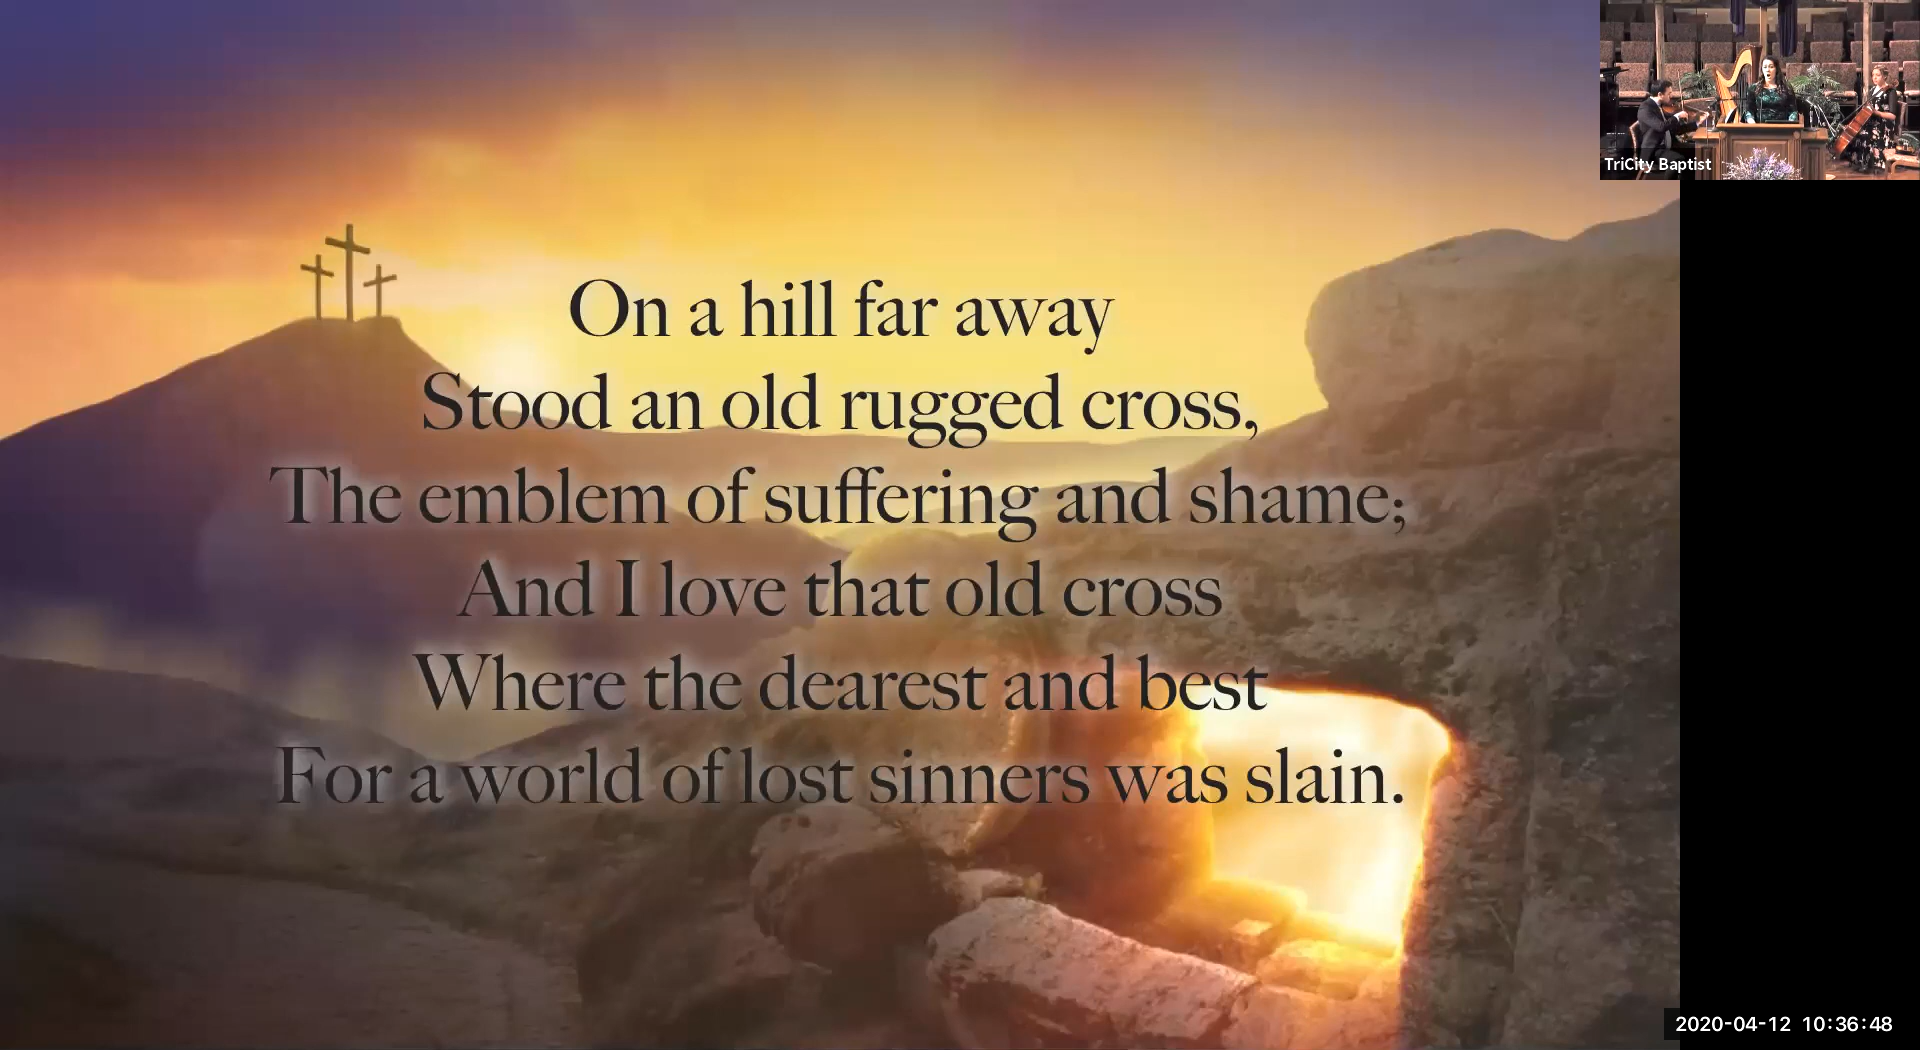 On a hill far away
Stood an old rugged cross,
The emblem of suffering and shame;
And I love that old cross
Where the dearest and best
For a world of lost sinners was slain.
TriCity Baptist
2020-04-12 10:36:48